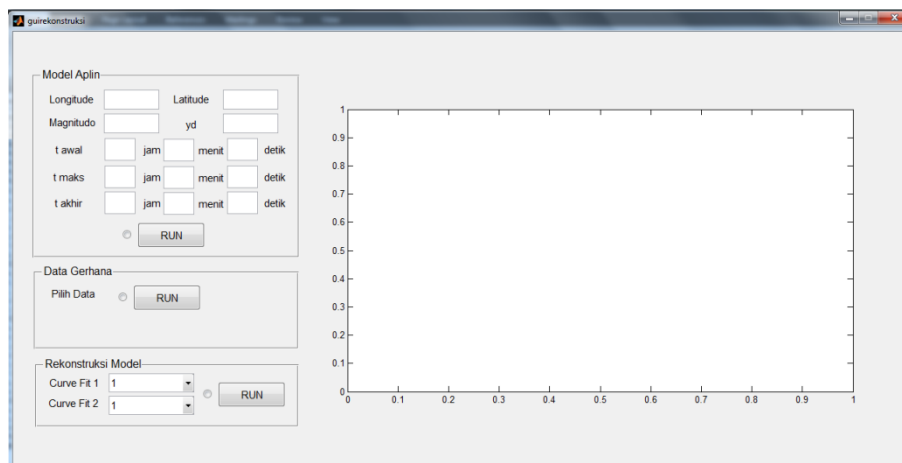 guirekonstruksi
Model Aplin
Longitude Latitude
Magnitudo yd
t awal jam menit detik
t maks jam menit detik
t akhir jam menit detik
RUN
Data Gerhana
Pilih Data RUN
Rekonstruksi Model
Curve Fit 1 1
Curve Fit 2 1
RUN
1
0.9
0.8
0.7
0.6
0.5
0.4
0.3
0.2
0.1
0
0 0.1 0.2 0.3 0.4 0.5 0.6 0.7 0.8 0.9 1